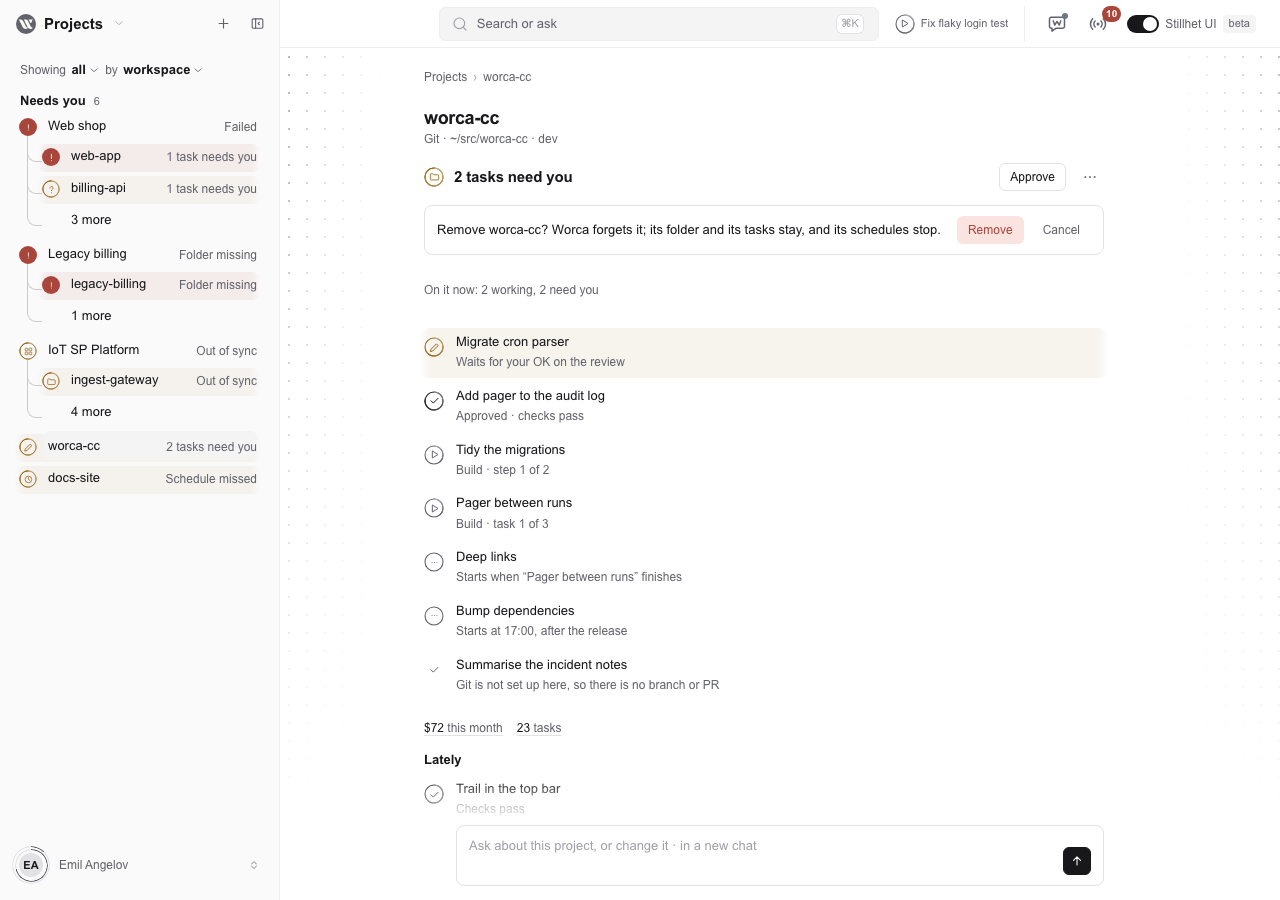 Projects
Showing all by workspace
Needs you 6
Web shop Failed
web-app 1 task needs you
billing-api 1 task needs you
3 more
Legacy billing Folder missing
legacy-billing Folder missing
1 more
IoT SP Platform Out of sync
ingest-gateway Out of sync
4 more
worca-cc 2 tasks need you
docs-site Schedule missed
EA Emil Angelov
Search or ask ⌘K
Fix flaky login test
10
Stillhet UI beta
Projects › worca-cc
worca-cc
Git · ~/src/worca-cc · dev
2 tasks need you Approve
Remove worca-cc? Worca forgets it; its folder and its tasks stay, and its schedules stop. Remove Cancel
On it now: 2 working, 2 need you
Migrate cron parser
Waits for your OK on the review
Add pager to the audit log
Approved · checks pass
Tidy the migrations
Build · step 1 of 2
Pager between runs
Build · task 1 of 3
Deep links
Starts when “Pager between runs” finishes
Bump dependencies
Starts at 17:00, after the release
Summarise the incident notes
Git is not set up here, so there is no branch or PR
$72 this month 23 tasks
Lately
Trail in the top bar
Checks pass
Ask about this project, or change it · in a new chat